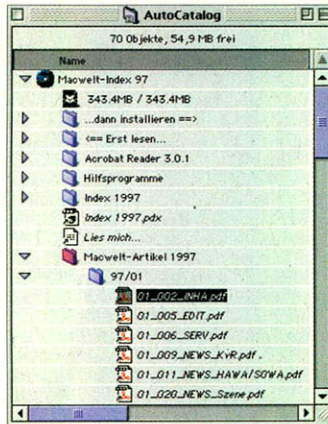 AutoCatalog
70 Objekte, 54,9 MB frei
Name
Macwelt-Index 97
343.4MB / 343.4MB
...dann installieren ==>
<== Erst lesen...
Acrobat Reader 3.0.1
Hilfsprogramme
Index 1997
Index 1997.pdx
Lies mich...
Macwelt-Artikel 1997
97/01
01_002_INHA.pdf
01_005_EDIT.pdf
01_006_SERV.pdf
01_009_NEWS_KvR.pdf .
01_011_NEWS_HAWA/SOWA.pdf
01_020_NEWS_Szene.pdf